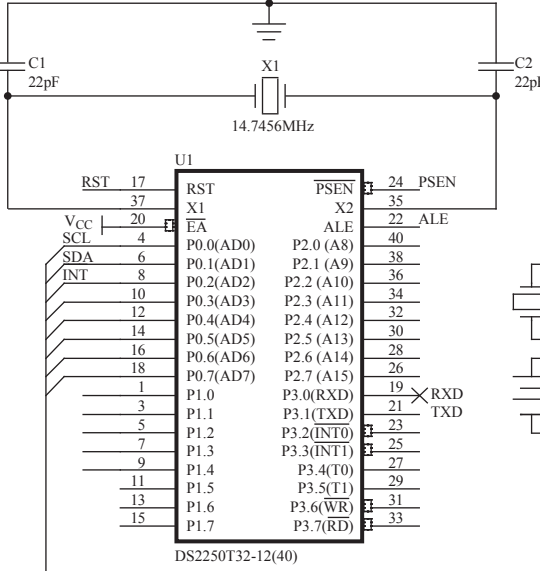 C1
22pF
X1
14.7456MHz
C2
22p
U1
RST 17 RST PSEN 24 PSEN
37 X1 X2 35
VCC 20 EA ALE 22 ALE
SCL 4 P0.0(AD0) P2.0 (A8) 40
SDA 6 P0.1(AD1) P2.1 (A9) 38
INT 8 P0.2(AD2) P2.2 (A10) 36
10 P0.3(AD3) P2.3 (A11) 34
12 P0.4(AD4) P2.4 (A12) 32
14 P0.5(AD5) P2.5 (A13) 30
16 P0.6(AD6) P2.6 (A14) 28
18 P0.7(AD7) P2.7 (A15) 26
1 P1.0 P3.0(RXD) 19 RXD
3 P1.1 P3.1(TXD) 21 TXD
5 P1.2 P3.2(INT0) 23
7 P1.3 P3.3(INT1) 25
9 P1.4 P3.4(T0) 27
11 P1.5 P3.5(T1) 29
13 P1.6 P3.6(WR) 31
15 P1.7 P3.7(RD) 33
DS2250T32-12(40)